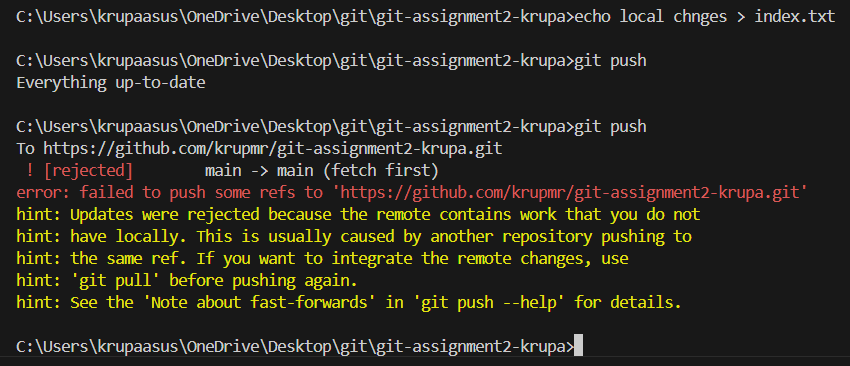 C:\Users\krupaasus\OneDrive\Desktop\git\git-assignment2-krupa>echo local chnges > index.txt
C:\Users\krupaasus\OneDrive\Desktop\git\git-assignment2-krupa>git push
Everything up-to-date
C:\Users\krupaasus\OneDrive\Desktop\git\git-assignment2-krupa>git push
To https://github.com/krupmr/git-assignment2-krupa.git
! [rejected]        main -> main (fetch first)
error: failed to push some refs to 'https://github.com/krupmr/git-assignment2-krupa.git'
hint: Updates were rejected because the remote contains work that you do not
hint: have locally. This is usually caused by another repository pushing to
hint: the same ref. If you want to integrate the remote changes, use
hint: 'git pull' before pushing again.
hint: See the 'Note about fast-forwards' in 'git push --help' for details.
C:\Users\krupaasus\OneDrive\Desktop\git\git-assignment2-krupa>